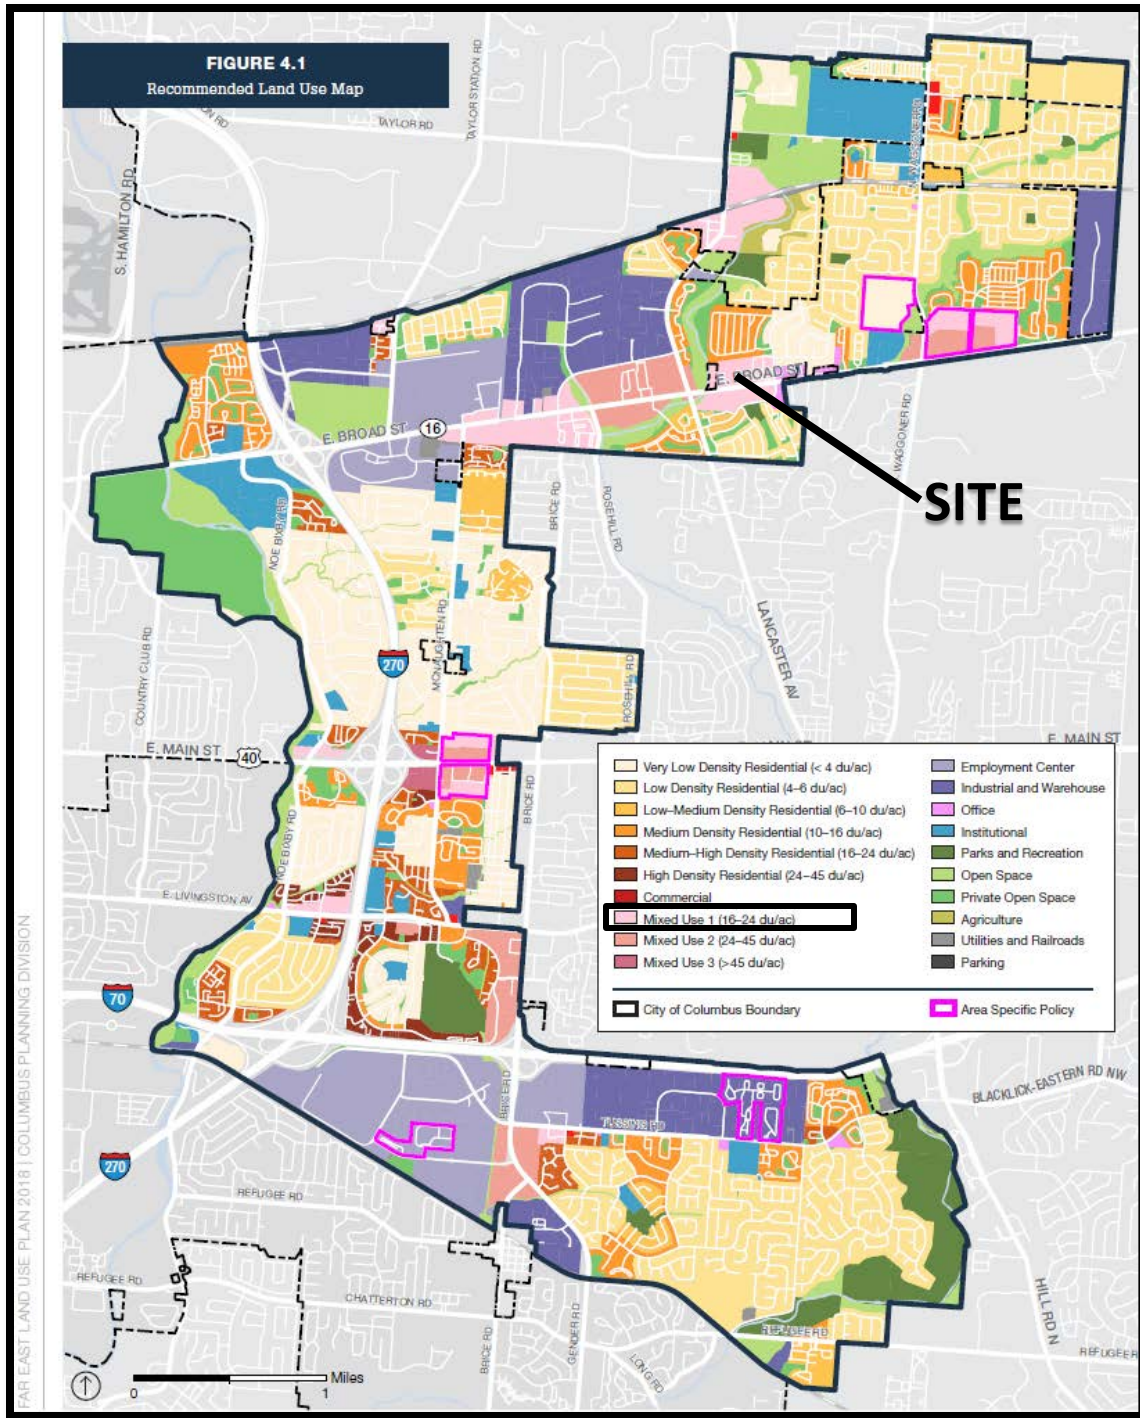 FIGURE 4.1
Recommended Land Use Map
TAYLOR STATION RD
TAYLOR RD
S. HAMILTON RD
N. WAGGONER RD
E. BROAD ST
E. BROAD ST
16
SITE
WAGGONER RD
NOE BIXBY RD
BRICE RD
ROSEHILL RD
LANCASTER AV
MCNAUGHTEN RD
COUNTRY CLUB RD
270
ROSEHILL RD
E. MAIN ST
40
E. MAIN ST
BRICE RD
NOE BIXBY RD
E. LIVINGSTON AV
Very Low Density Residential (< 4 du/ac)
Low Density Residential (4–6 du/ac)
Low–Medium Density Residential (6–10 du/ac)
Medium Density Residential (10–16 du/ac)
Medium–High Density Residential (16–24 du/ac)
High Density Residential (24–45 du/ac)
Commercial
Mixed Use 1 (16–24 du/ac)
Mixed Use 2 (24–45 du/ac)
Mixed Use 3 (>45 du/ac)
Employment Center
Industrial and Warehouse
Office
Institutional
Parks and Recreation
Open Space
Private Open Space
Agriculture
Utilities and Railroads
Parking
City of Columbus Boundary
Area Specific Policy
70
BLACKLICK-EASTERN RD NW
BRICE RD
TUSSING RD
270
REFUGEE RD
REFUGEE RD
CHATTERTON RD
REFUGEE RD
REFUGEE R
HILL RD N
GENDER RD
BRICE RD
LONG RD
Miles
0
1
FAR EAST LAND USE PLAN 2018 | COLUMBUS PLANNING DIVISION